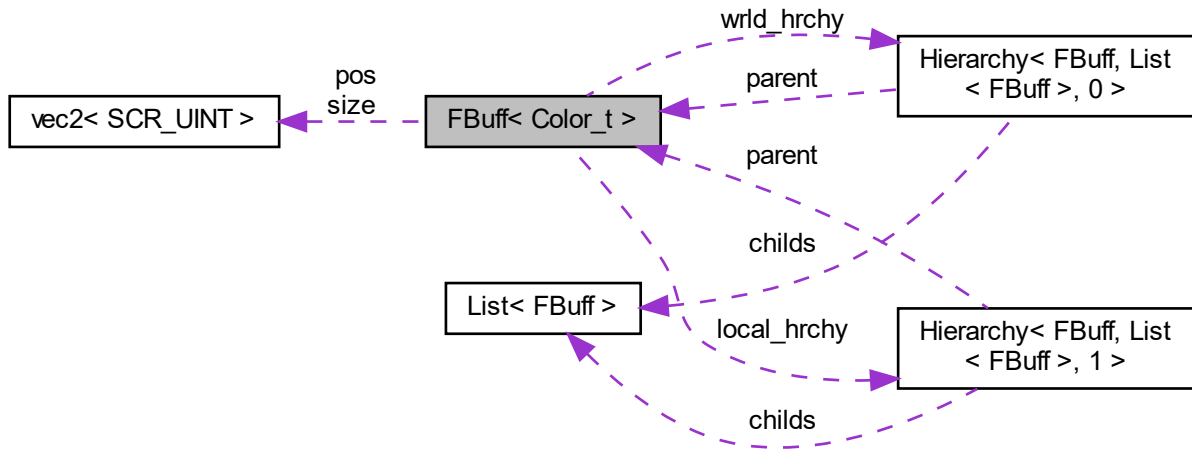 wrld_hrchy
Hierarchy< FBuff, List
< FBuff >, 0 >
parent
pos
size
vec2< SCR_UINT >
FBuff< Color_t >
parent
childs
List< FBuff >
local_hrchy
Hierarchy< FBuff, List
< FBuff >, 1 >
childs